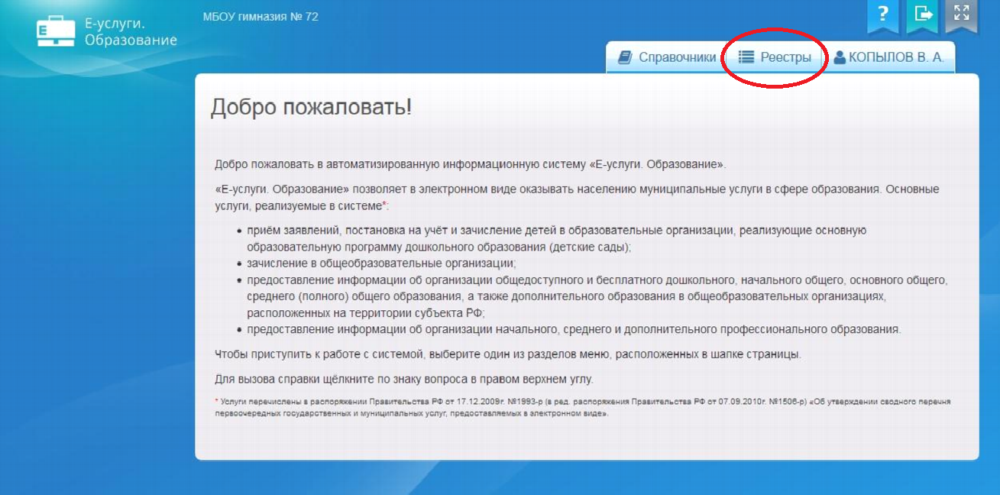 Е-услуги.
Образование
МБОУ гимназия № 72
?
Справочники
Реестры
КОПЫЛОВ В. А.
Добро пожаловать!
Добро пожаловать в автоматизированную информационную систему «Е-услуги. Образование».
«Е-услуги. Образование» позволяет в электронном виде оказывать населению муниципальные услуги в сфере образования. Основные
услуги, реализуемые в системе*:
• приём заявлений, постановка на учёт и зачисление детей в образовательные организации, реализующие основную
образовательную программу дошкольного образования (детские сады);
• зачисление в общеобразовательные организации;
• предоставление информации об организации общедоступного и бесплатного дошкольного, начального общего, основного общего,
среднего (полного) общего образования, а также дополнительного образования в общеобразовательных организациях,
расположенных на территории субъекта РФ;
• предоставление информации об организации начального, среднего и дополнительного профессионального образования.
Чтобы приступить к работе с системой, выберите один из разделов меню, расположенных в шапке страницы.
Для вызова справки щёлкните по знаку вопроса в правом верхнем углу.
* Услуги перечислены в распоряжении Правительства РФ от 17.12.2009г. №1993-р (в ред. распоряжения Правительства РФ от 07.09.2010г. №1506-р) «Об утверждении сводного перечня
первоочередных государственных и муниципальных услуг, предоставляемых в электронном виде».